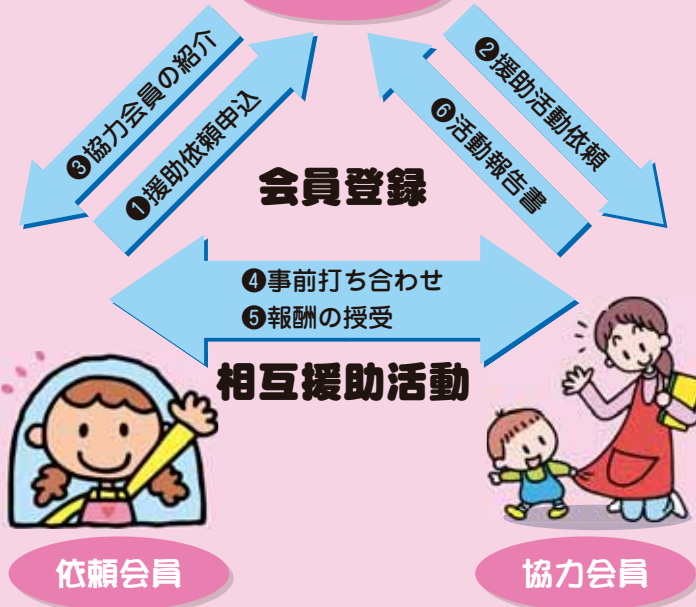 ❸協力会員の紹介
❶援助依頼申込
❷援助活動依頼
❻活動報告書
会員登録
❹事前打ち合わせ
❺報酬の授受
相互援助活動
依頼会員
協力会員